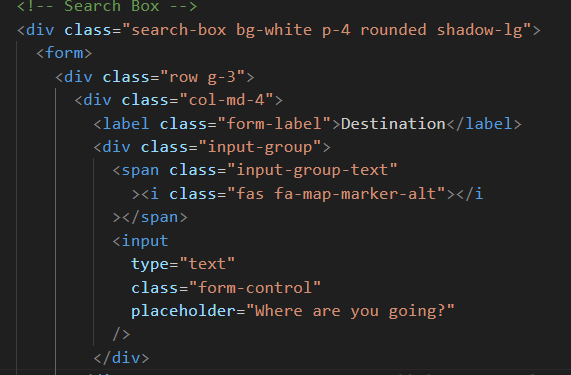 <!-- Search Box -->
<div class="search-box bg-white p-4 rounded shadow-lg">
<form>
<div class="row g-3">
<div class="col-md-4">
<label class="form-label">Destination</label>
<div class="input-group">
<span class="input-group-text"
><i class="fas fa-map-marker-alt"></i
></span>
<input
type="text"
class="form-control"
placeholder="Where are you going?"
/>
</div>